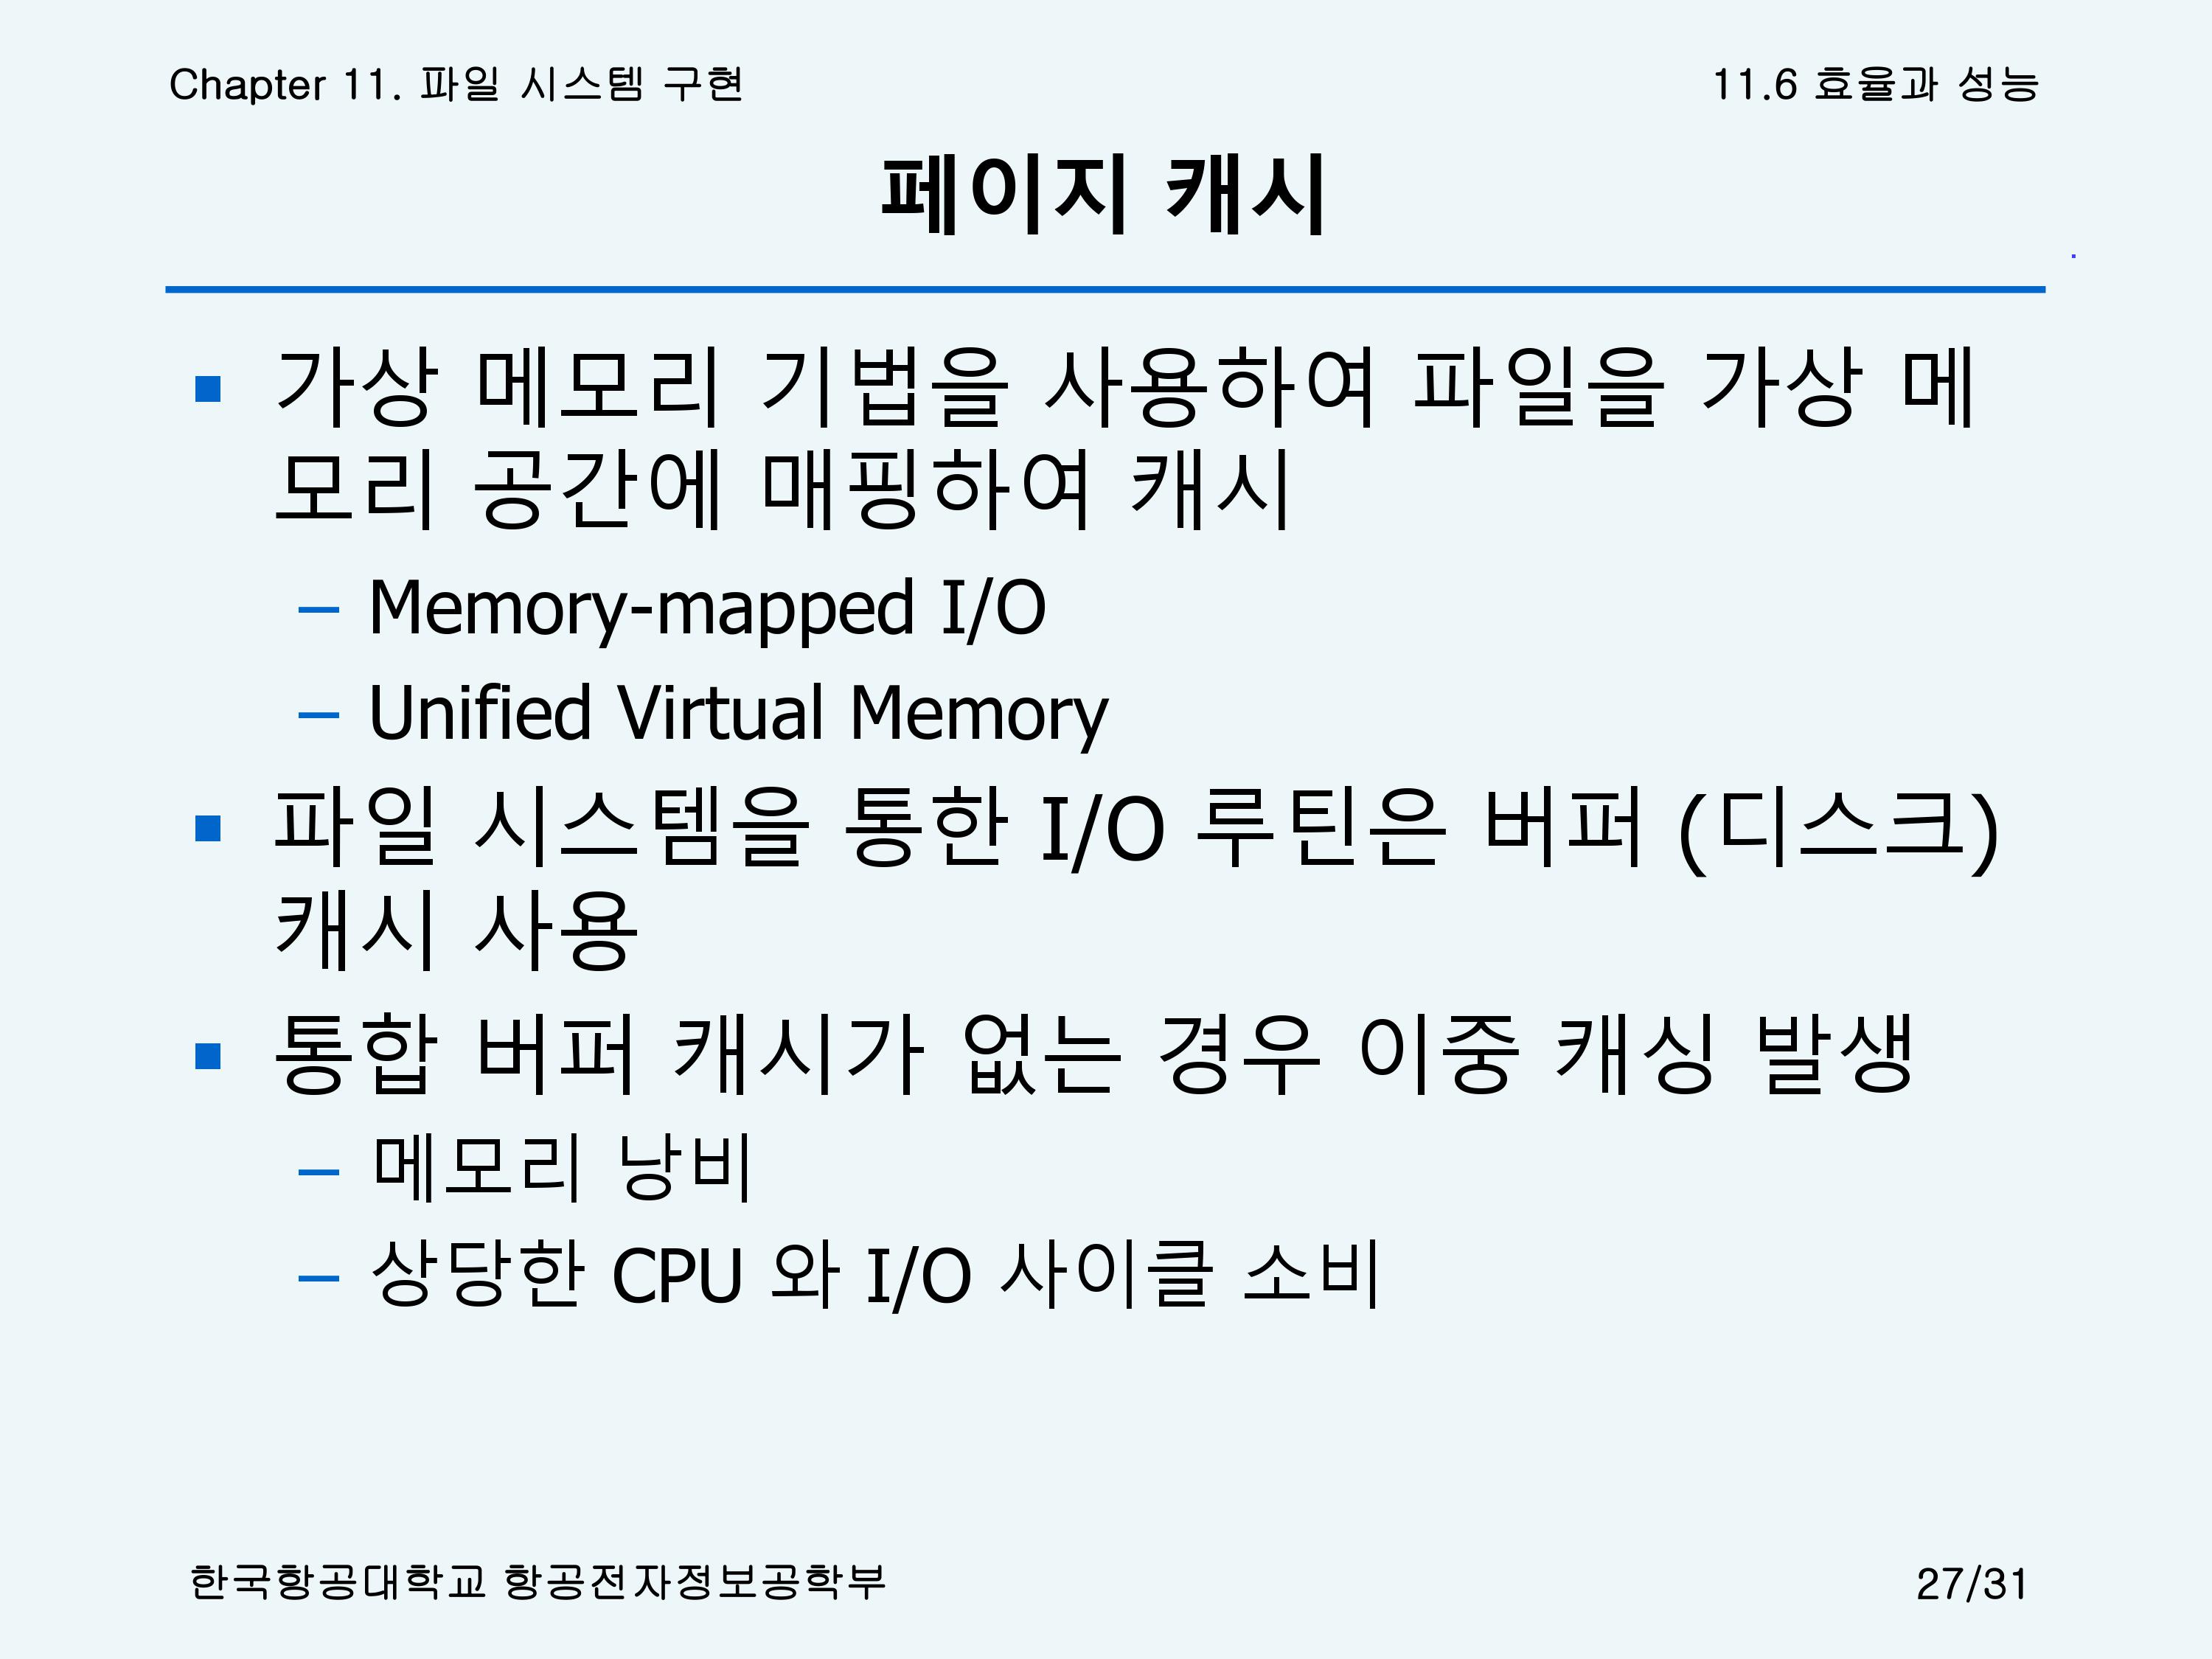 Chapter 11. 파일 시스템 구현
11.6 효율과 성능
페이지 캐시
▪ 가상 메모리 기법을 사용하여 파일을 가상 메
모리 공간에 매핑하여 캐시
– Memory-mapped I/O
– Unified Virtual Memory
▪ 파일 시스템을 통한 I/O 루틴은 버퍼 (디스크)
캐시 사용
▪ 통합 버퍼 캐시가 없는 경우 이중 캐싱 발생
– 메모리 낭비
– 상당한 CPU 와 I/O 사이클 소비
한국항공대학교 항공전자정보공학부
27/31